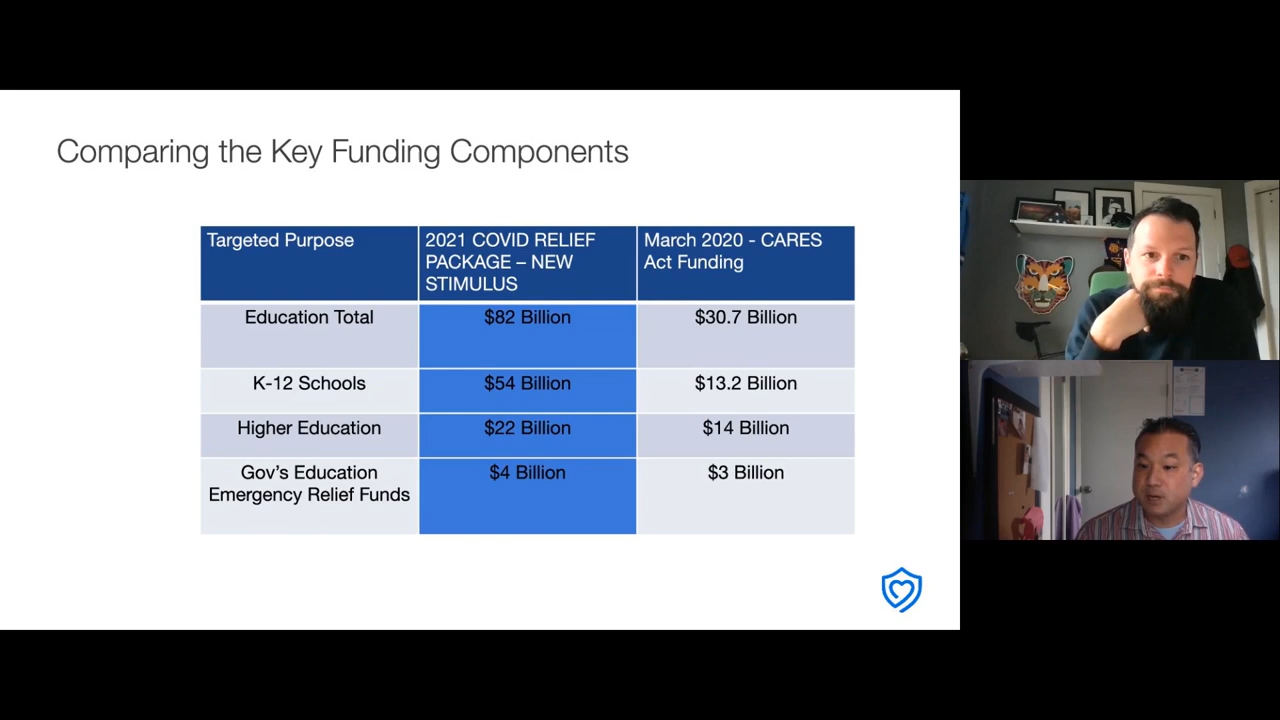 Comparing the Key Funding Components
Targeted Purpose
2021 COVID RELIEF
PACKAGE – NEW
STIMULUS
March 2020 - CARES
Act Funding
Education Total
$82 Billion
$30.7 Billion
K-12 Schools
$54 Billion
$13.2 Billion
Higher Education
$22 Billion
$14 Billion
Gov’s Education
Emergency Relief Funds
$4 Billion
$3 Billion